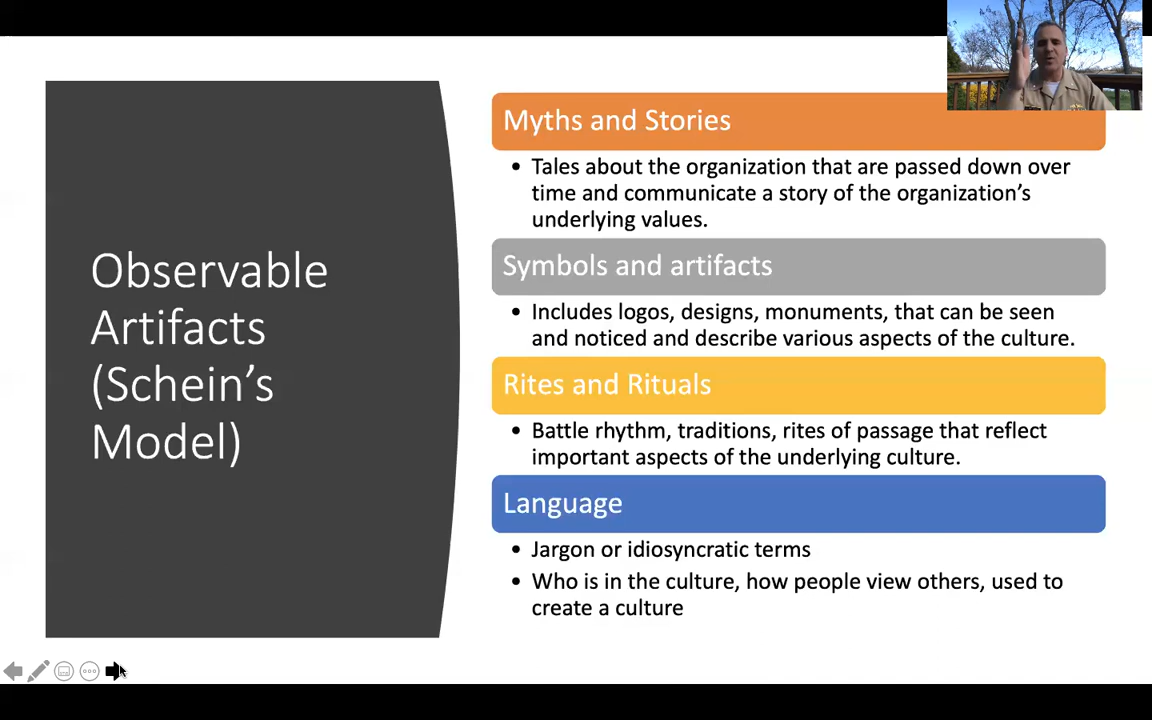 Observable
Artifacts
(Schein's
Model)
Myths and Stories
• Tales about the organization that are passed down over
time and communicate a story of the organization's
underlying values.
Symbols and artifacts
• Includes logos, designs, monuments, that can be seen
and noticed and describe various aspects of the culture.
Rites and Rituals
• Battle rhythm, traditions, rites of passage that reflect
important aspects of the underlying culture.
Language
• Jargon or idiosyncratic terms
• Who is in the culture, how people view others, used to
create a culture